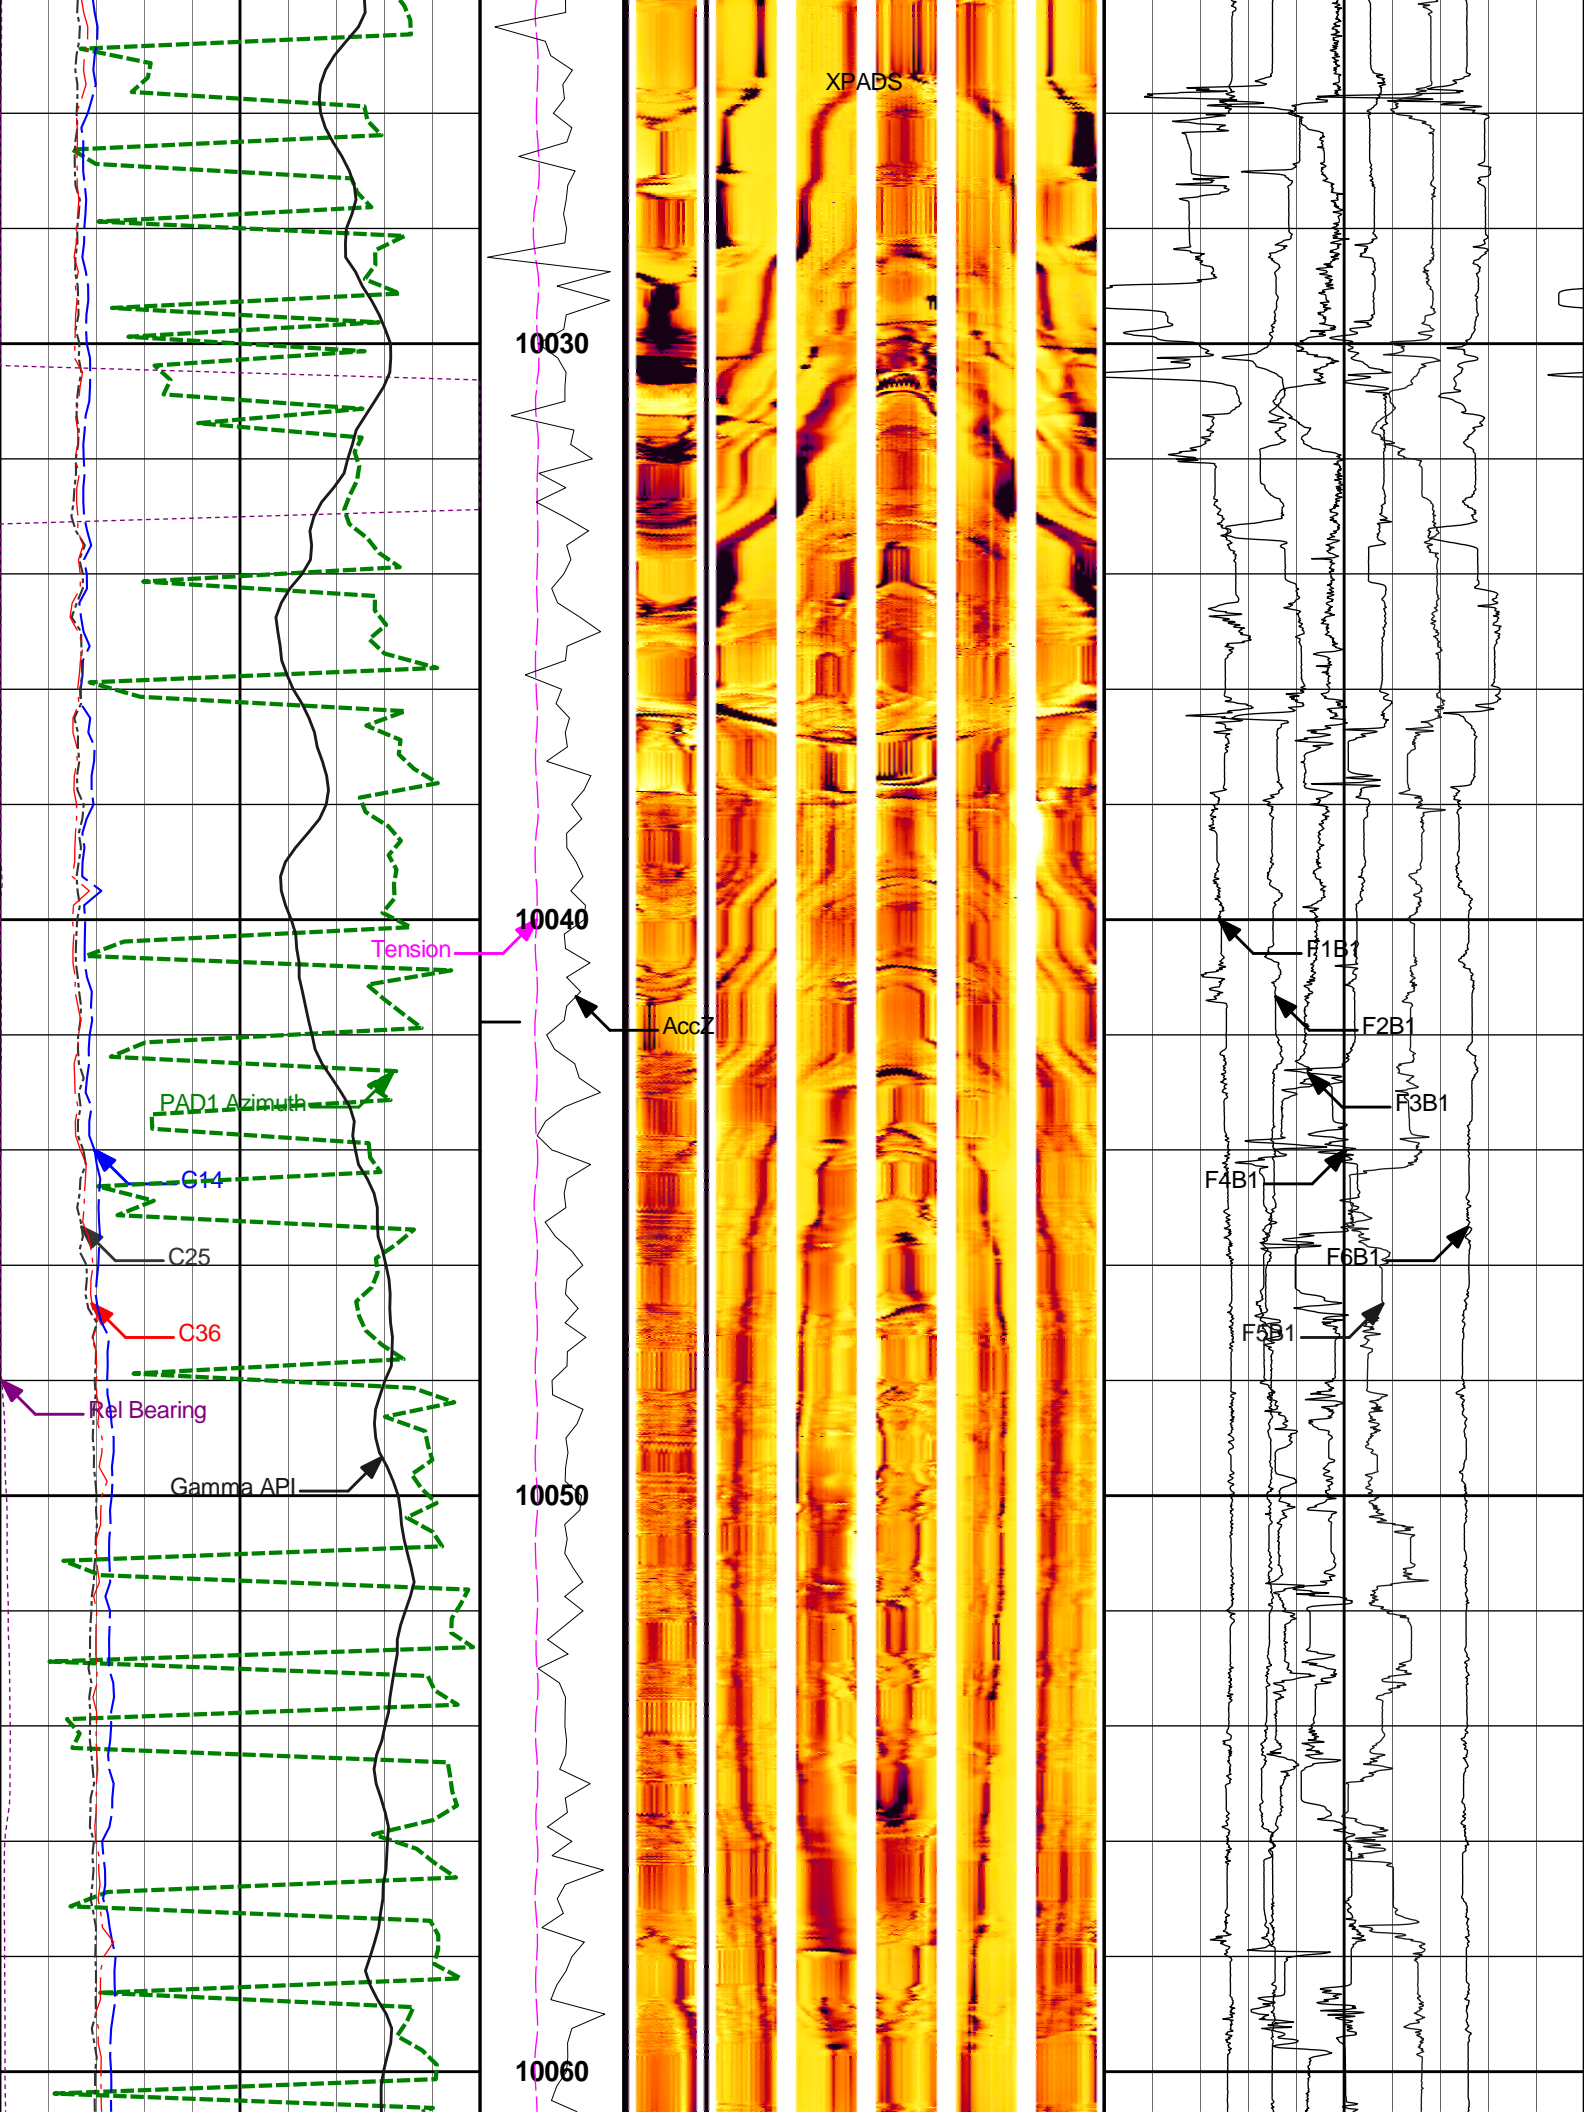 XPADS
10030
10040
Tension
F1B1
AccZ
F2B1
PAD1 Azimuth
F3B1
C14
F4B1
C25
F6B1
C36
F5B1
Rel Bearing
Gamma API
10050
10060